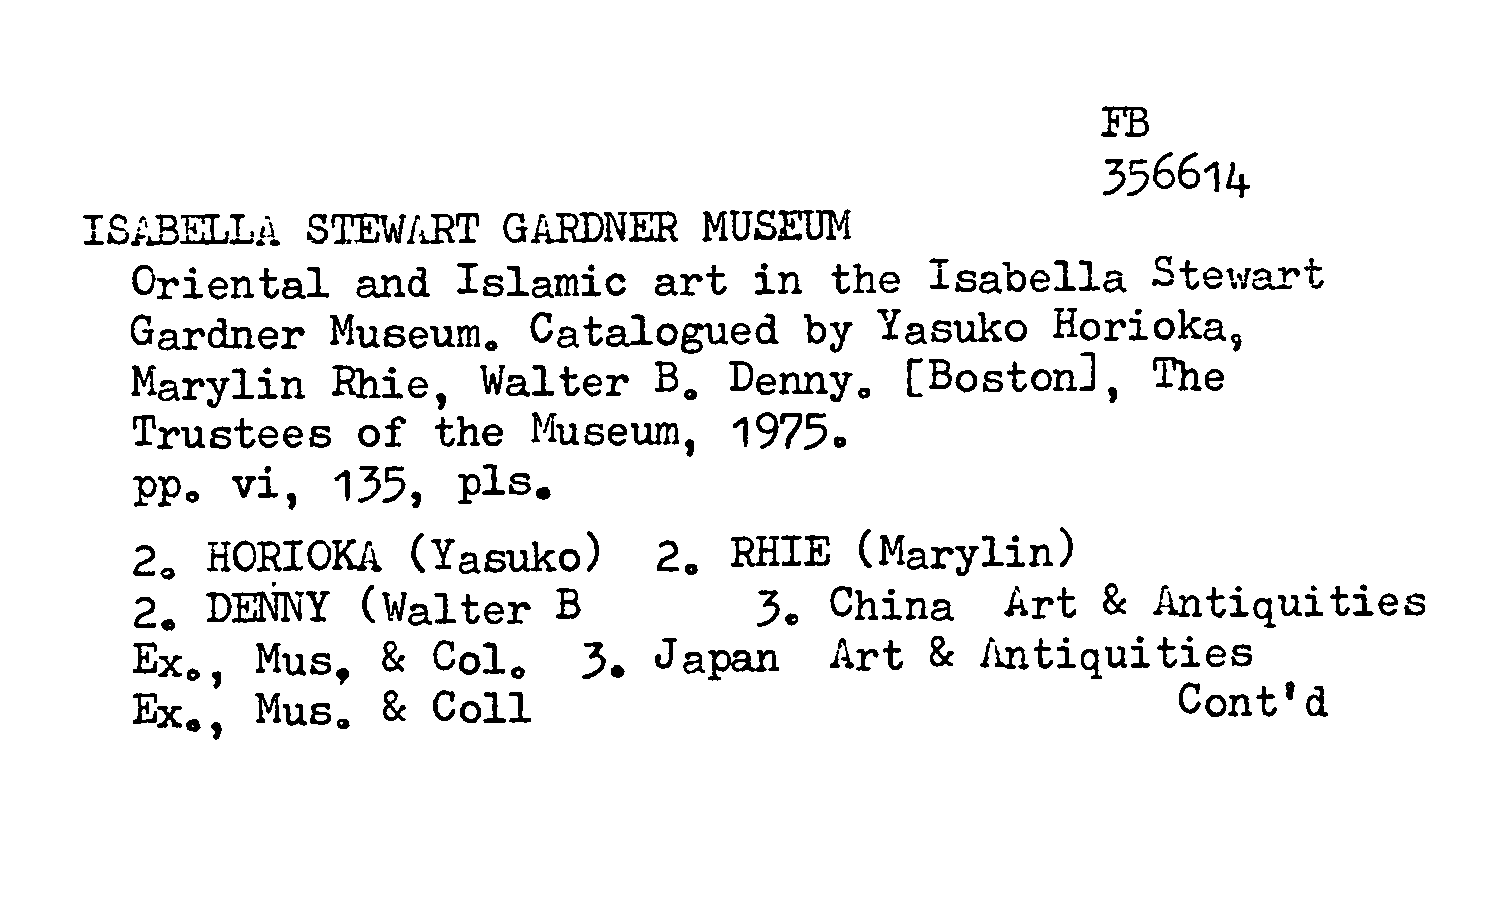 FB
356614
ISABELLA STEWART GARDNER MUSEUM
Oriental and Islamic art in the Isabella Stewart
Gardner Museum. Catalogued by Yasuko Horioka,
Marylin Rhie, Walter B. Denny. [Boston], The
Trustees of the Museum, 1975.
pp. vi, 135, pls.
2. HORIOKA (Yasuko) 2. RHIE (Marylin)
2. DENNY (Walter B 3. China Art & Antiquities
Ex., Mus, & Col. 3. Japan Art & Antiquities
Ex., Mus. & Coll Cont'd